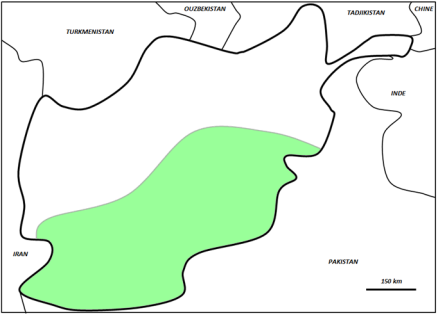 OUZBEKISTAN
TADJIKISTAN
CHINE
TURKMENISTAN
INDE
IRAN
PAKISTAN
150 km